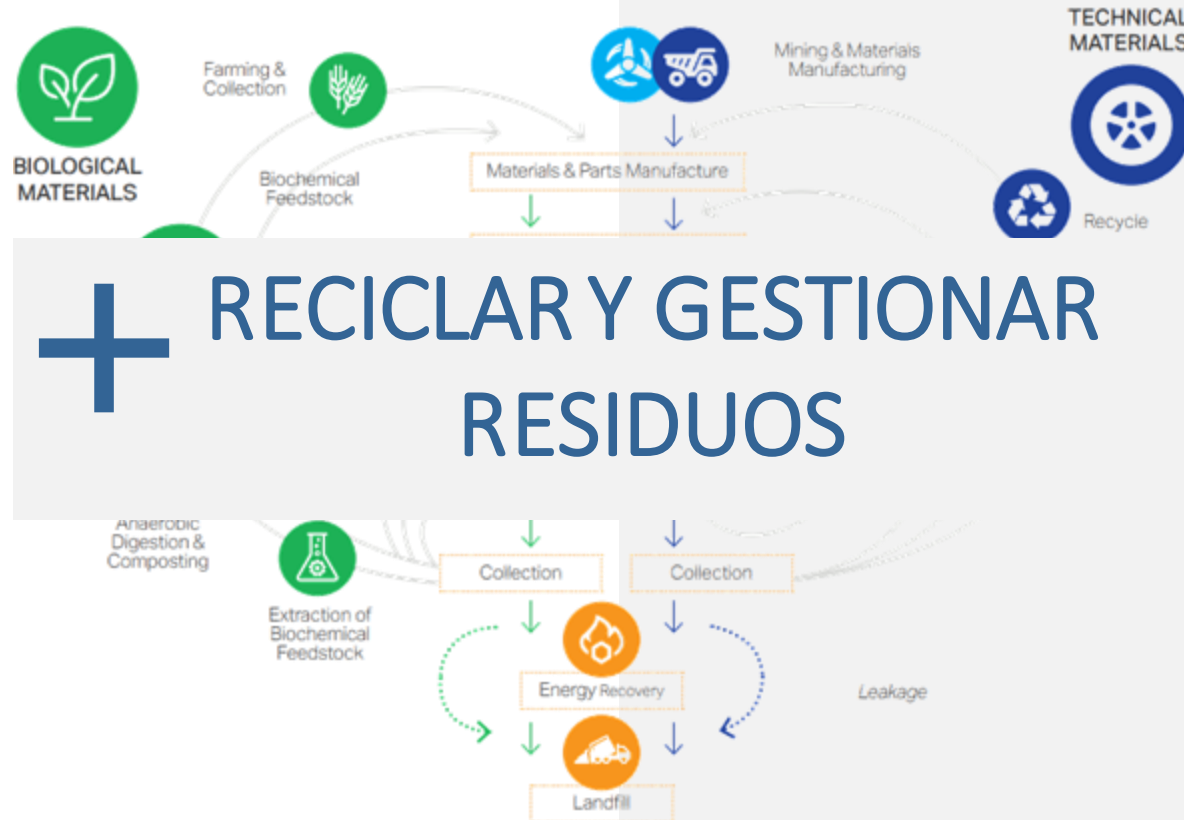 TECHNICAL
MATERIALS
Farming &
Collection
Mining & Materials
Manufacturing
BIOLOGICAL
MATERIALS
Materials & Parts Manufacture
Biochemical
Feedstock
Recycle
+ RECICLAR Y GESTIONAR
RESIDUOS
Anaerobic
Digestion &
Composting
Collection
Collection
Extraction of
Biochemical
Feedstock
Energy Recovery
Leakage
Landfill